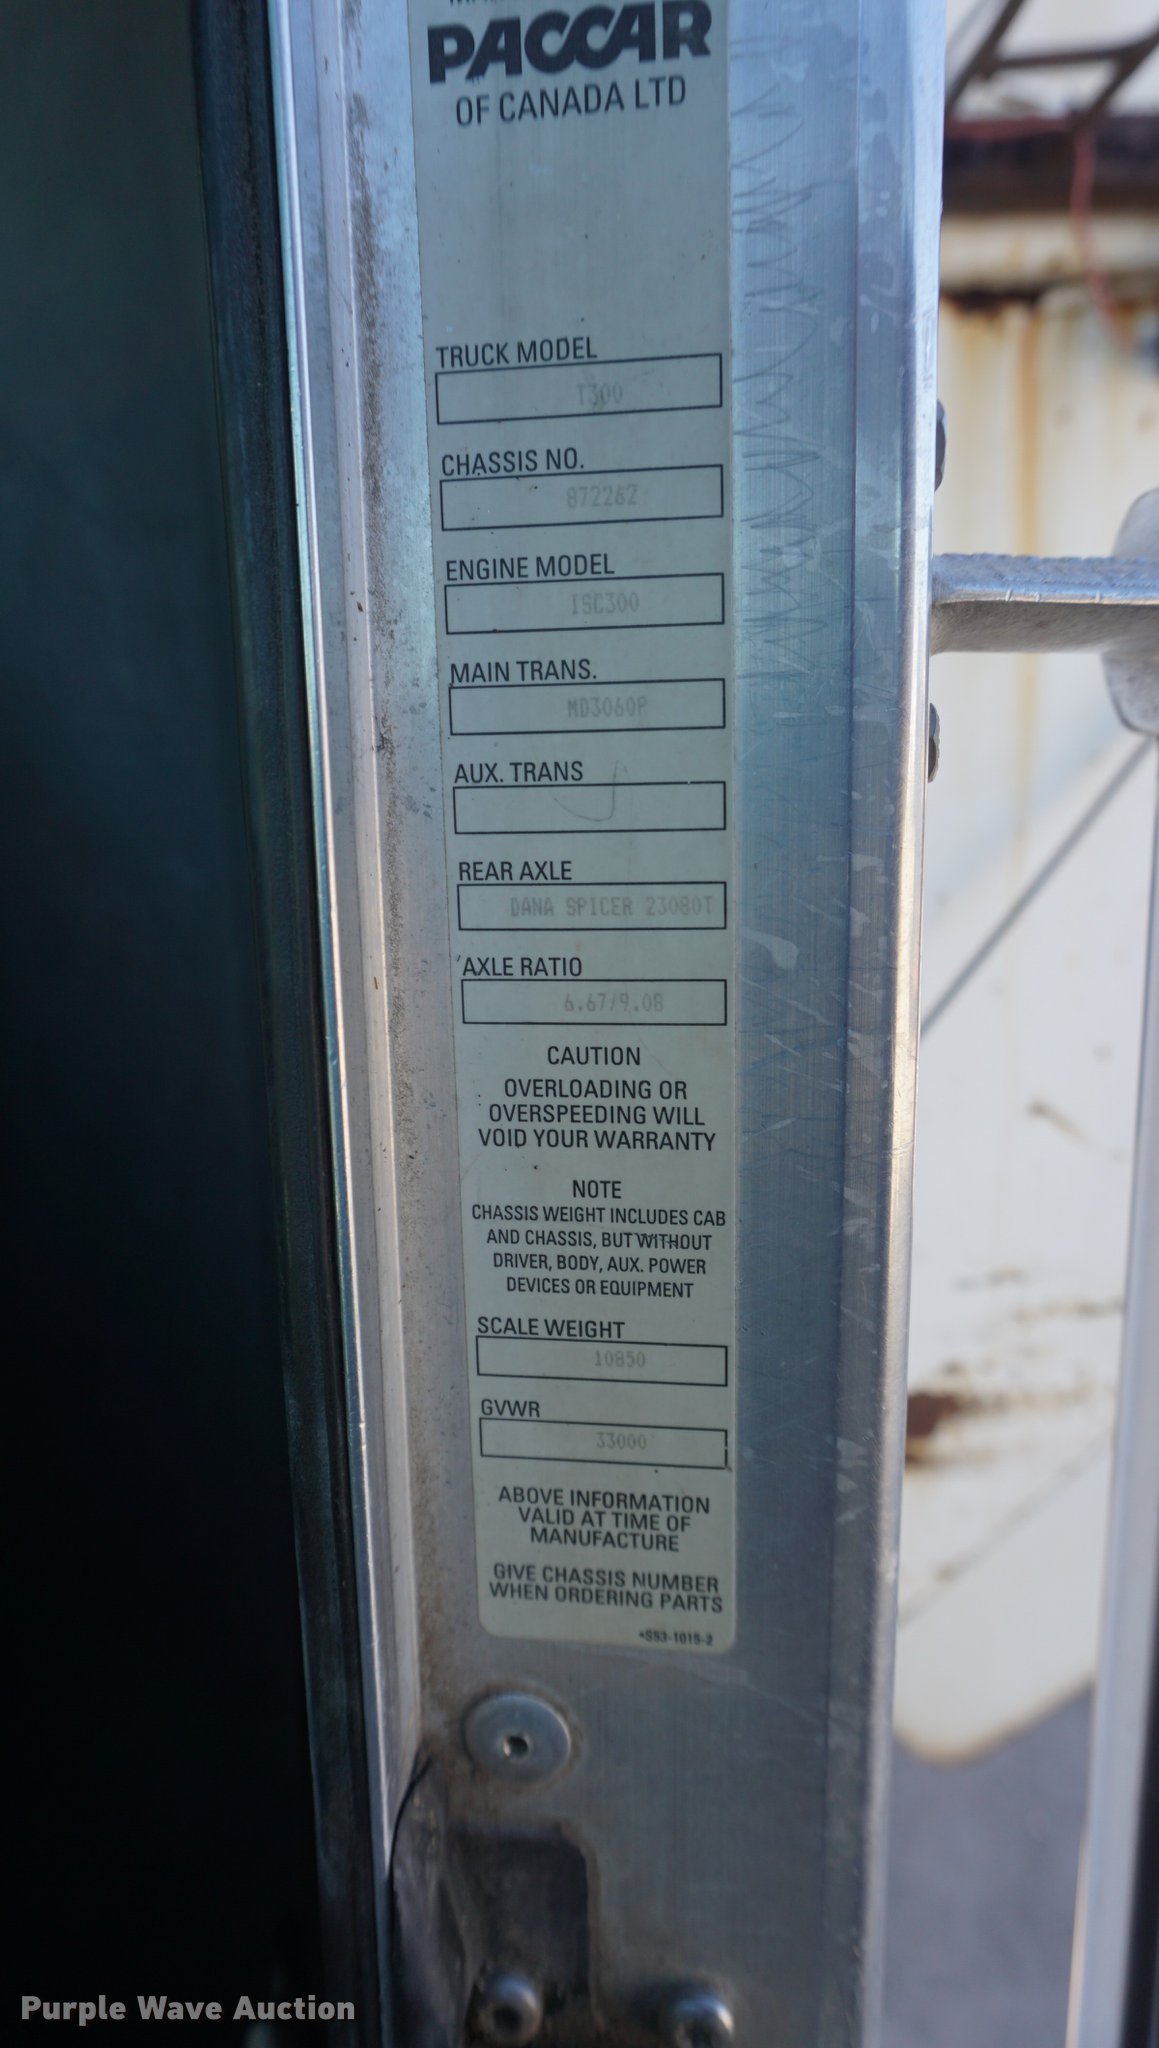 PACCAR
OF CANADA LTD
TRUCK MODEL
T300
CHASSIS NO.
872262
ENGINE MODEL
ISC300
MAIN TRANS.
MD3060P
AUX. TRANS
REAR AXLE
DANA SPICER 23080T
AXLE RATIO
6.67/9.08
CAUTION
OVERLOADING OR
OVERSPEEDING WILL
VOID YOUR WARRANTY
NOTE
CHASSIS WEIGHT INCLUDES CAB
AND CHASSIS, BUT WITHOUT
DRIVER, BODY, AUX. POWER
DEVICES OR EQUIPMENT
SCALE WEIGHT
10850
GVWR
33000
ABOVE INFORMATION
VALID AT TIME OF
MANUFACTURE
GIVE CHASSIS NUMBER
WHEN ORDERING PARTS
*S53-1015-2
Purple Wave Auction